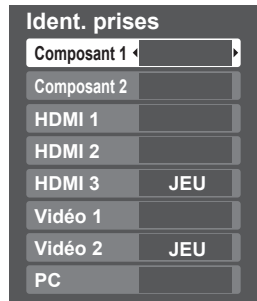 Ident. prises
Composant 1
Composant 2
HDMI 1
HDMI 2
HDMI 3 JEU
Vidéo 1
Vidéo 2 JEU
PC